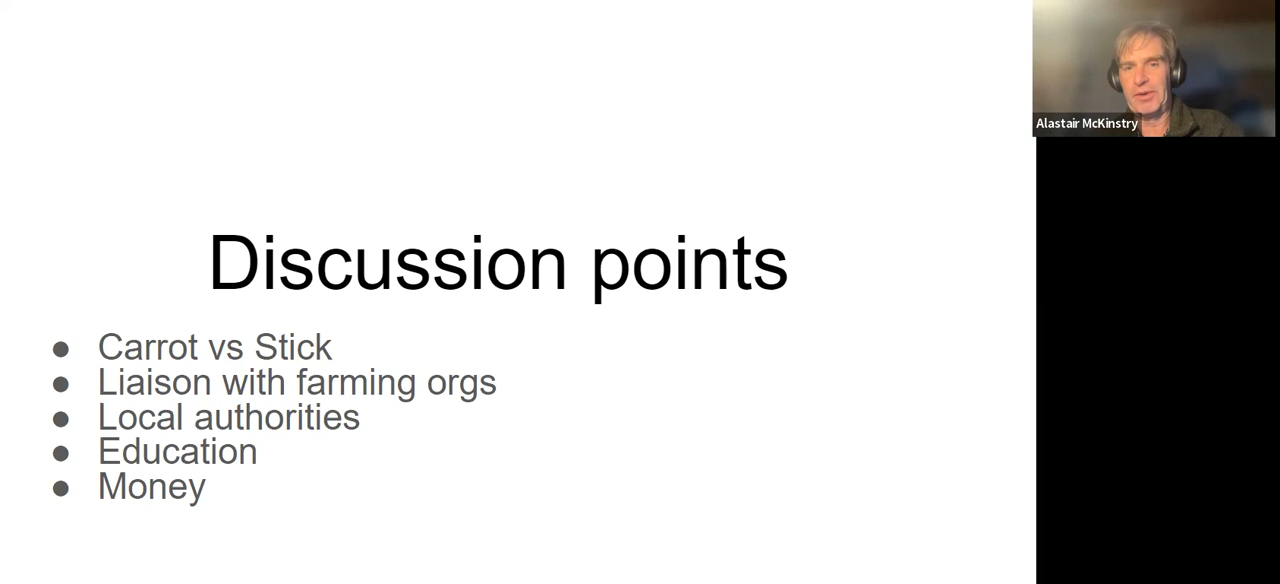 Discussion points
● Carrot vs Stick
● Liaison with farming orgs
● Local authorities
● Education
● Money
Alastair McKinstry